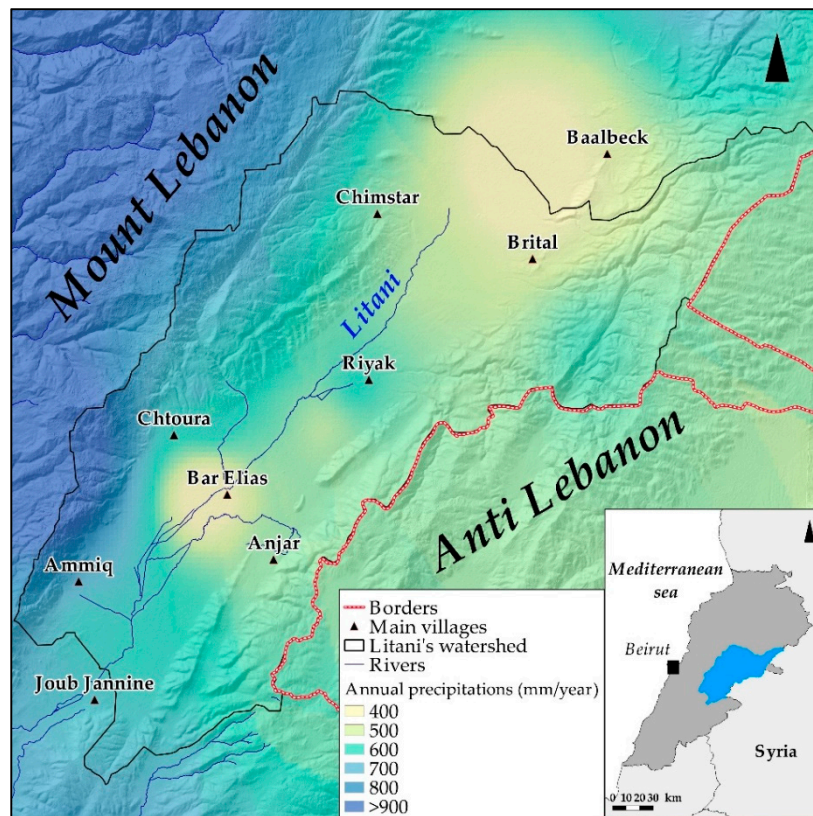 Mount Lebanon
Baalbeck
Chimstar
Brital
Litani
Riyak
Chtoura
Bar Elias
Anti Lebanon
Anjar
Ammiq
Joub Jannine
Borders
Main villages
Litani's watershed
Rivers
Annual precipitations (mm/year)
400
500
600
700
800
>900
Mediterranean
sea
Beirut
Syria
0 10 20 30 km